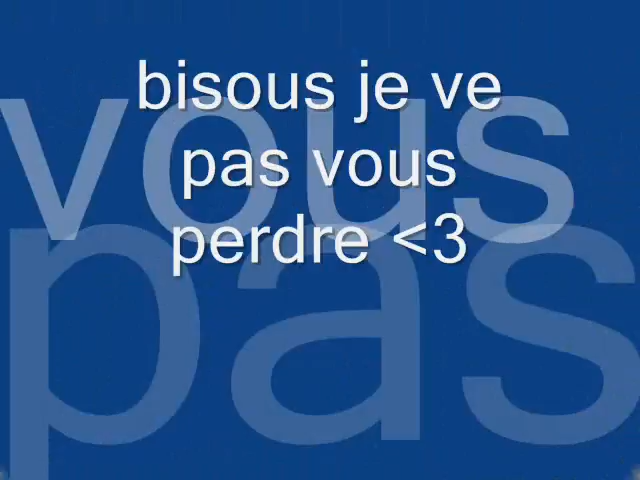 bisous je ve
pas vous
perdre <3
vous
pas